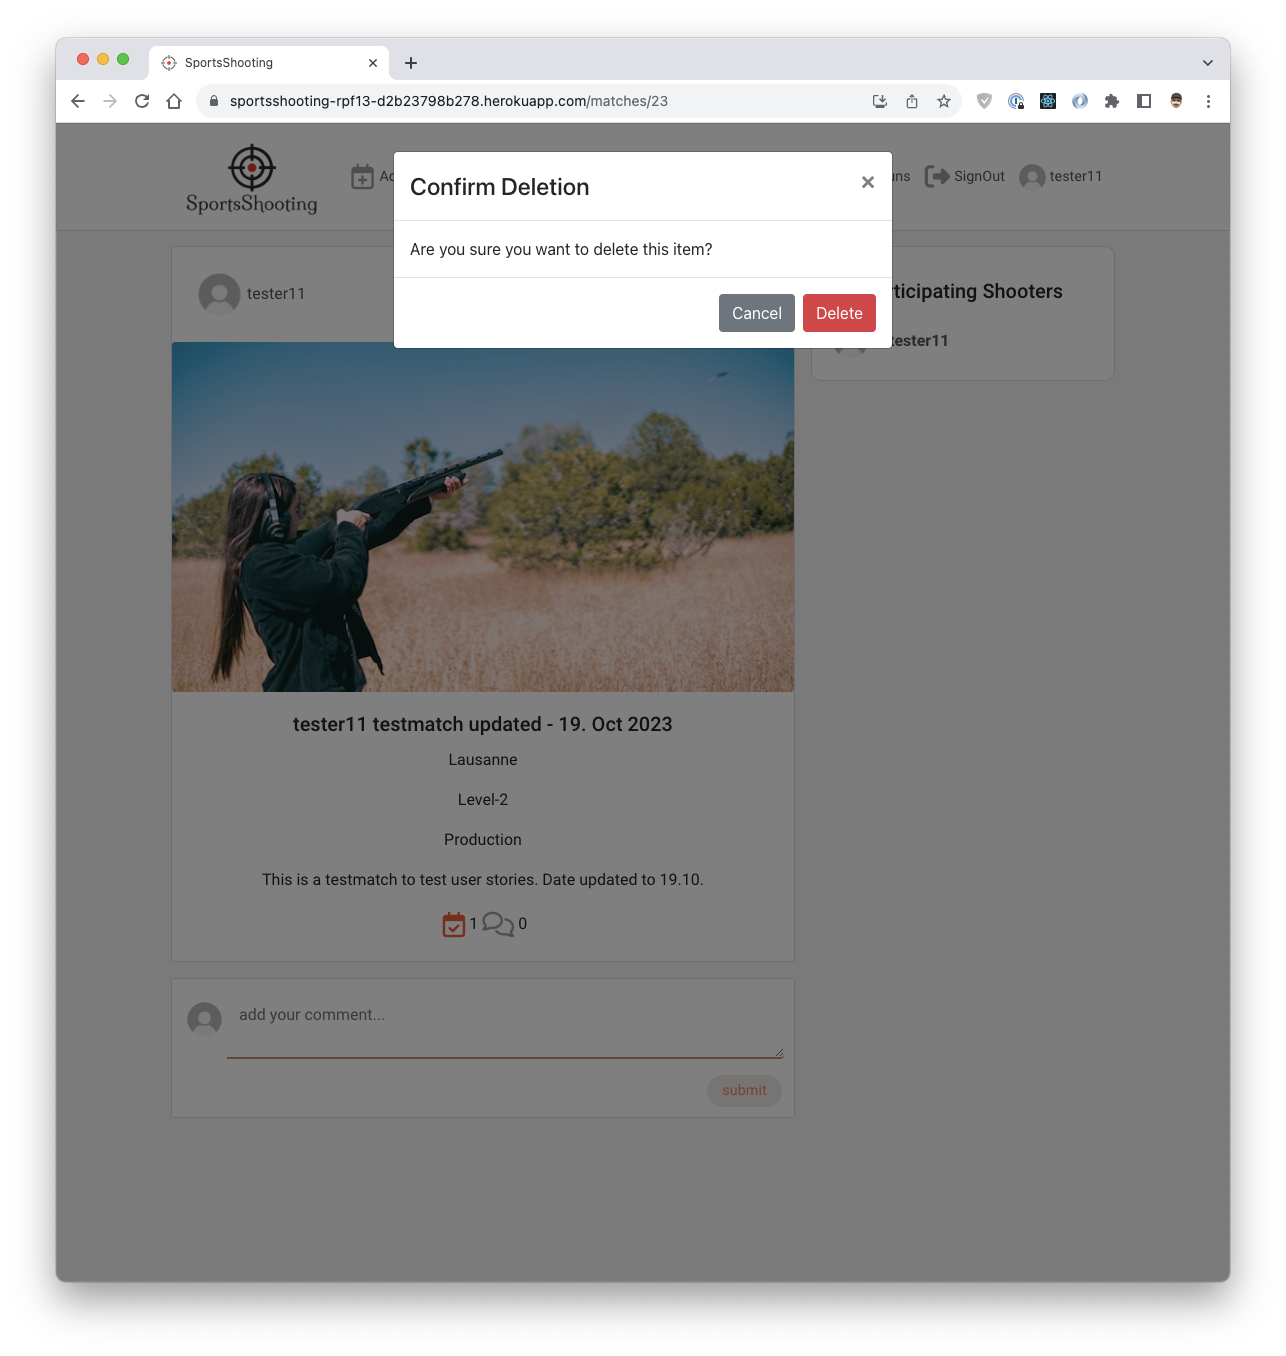 SportsShooting
sportsshooting-rpf13-d2b23798b278.herokuapp.com/matches/23
SportsShooting
SignOut
tester11
Confirm Deletion
×
Are you sure you want to delete this item?
Cancel
Delete
tester11
ticipating Shooters
tester11
tester11 testmatch updated - 19. Oct 2023
Lausanne
Level-2
Production
This is a testmatch to test user stories. Date updated to 19.10.
1
0
add your comment...
submit